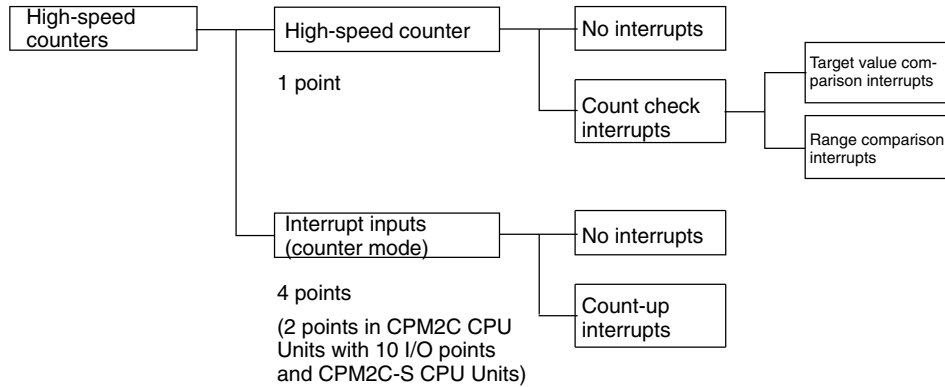 High-speed
counters
High-speed counter
1 point
No interrupts
Count check
interrupts
Target value com-
parison interrupts
Range comparison
interrupts
Interrupt inputs
(counter mode)
4 points
(2 points in CPM2C CPU
Units with 10 I/O points
and CPM2C-S CPU Units)
No interrupts
Count-up
interrupts